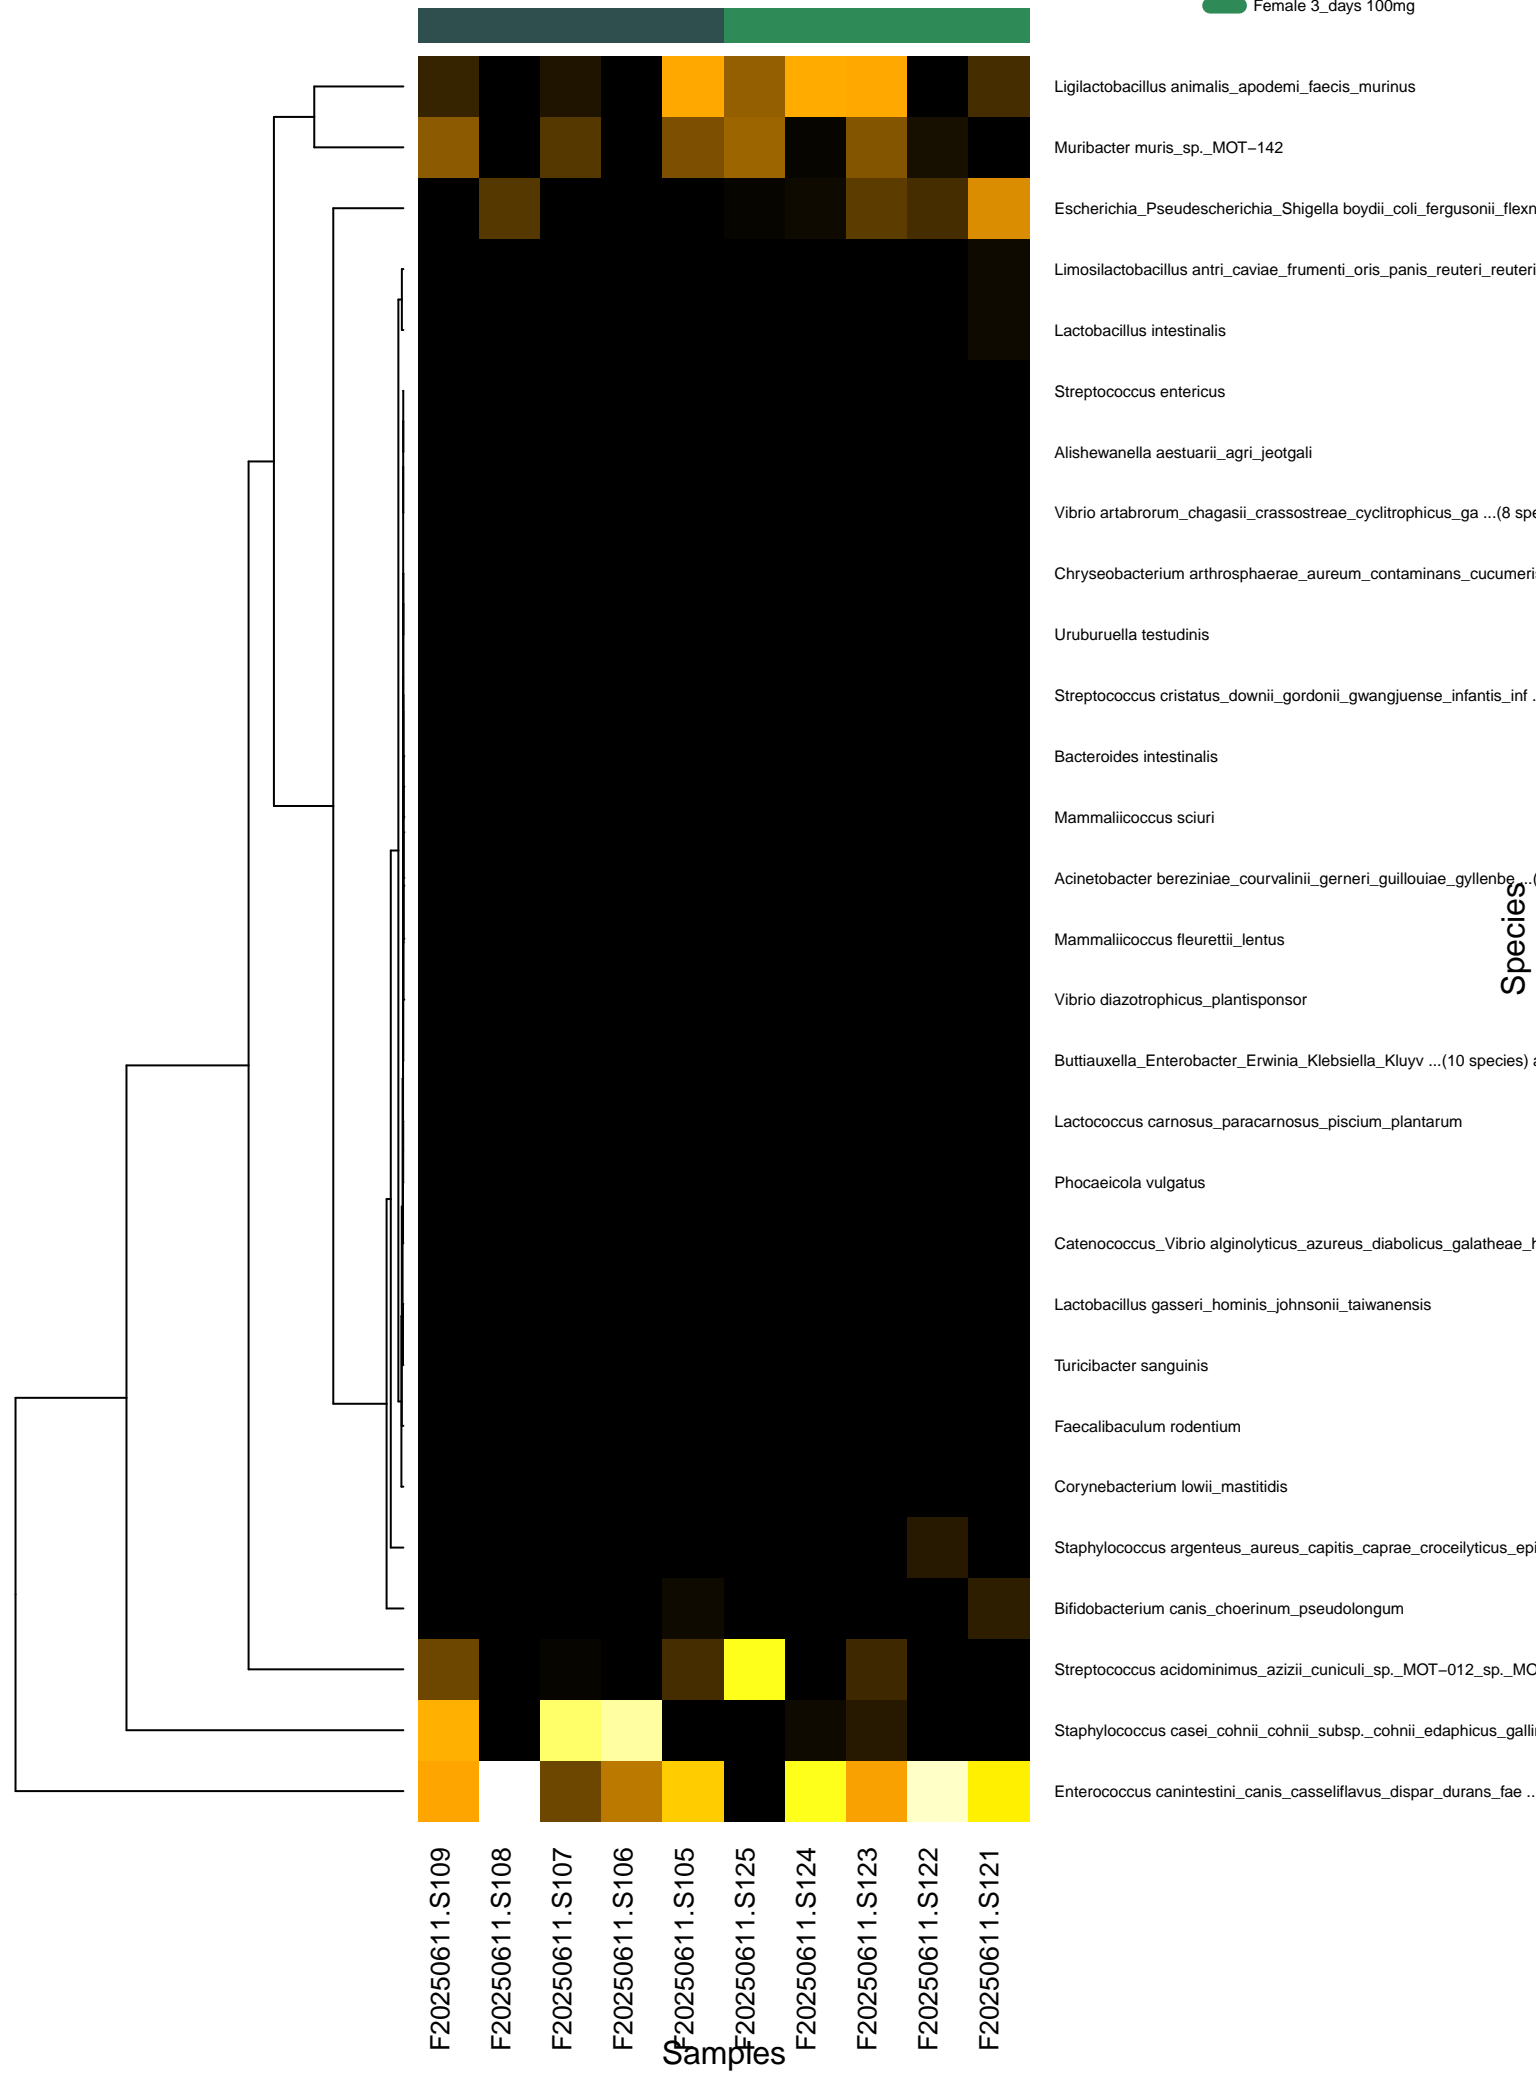 Female 3_days 100mg
Ligilactobacillus animalis_apodemi_faecis_murinus
Muribacter muris_sp._MOT−142
Escherichia_Pseudescherichia_Shigella boydii_coli_fergusonii_flexn
Limosilactobacillus antri_caviae_frumenti_oris_panis_reuteri_reuteri
Lactobacillus intestinalis
Streptococcus entericus
Alishewanella aestuarii_agri_jeotgali
Vibrio artabrorum_chagasii_crassostreae_cyclitrophicus_ga ...(8 spe
Chryseobacterium arthrosphaerae_aureum_contaminans_cucumeris
Uruburuella testudinis
Streptococcus cristatus_downii_gordonii_gwangjuense_infantis_inf .
Bacteroides intestinalis
Mammaliicoccus sciuri
Acinetobacter bereziniae_courvalinii_gerneri_guillouiae_gyllenbe ...(
Mammaliicoccus fleurettii_lentus
Vibrio diazotrophicus_plantisponsor
Buttiauxella_Enterobacter_Erwinia_Klebsiella_Kluyv ...(10 species) a
Lactococcus carnosus_paracarnosus_piscium_plantarum
Phocaeicola vulgatus
Catenococcus_Vibrio alginolyticus_azureus_diabolicus_galatheae_h
Lactobacillus gasseri_hominis_johnsonii_taiwanensis
Turicibacter sanguinis
Faecalibaculum rodentium
Corynebacterium lowii_mastitidis
Staphylococcus argenteus_aureus_capitis_caprae_croceilyticus_epi
Bifidobacterium canis_choerinum_pseudolongum
Streptococcus acidominimus_azizii_cuniculi_sp._MOT−012_sp._MO
Staphylococcus casei_cohnii_cohnii_subsp._cohnii_edaphicus_galli
Enterococcus canintestini_canis_casseliflavus_dispar_durans_fae ..
Species
F20250611.S109
F20250611.S108
F20250611.S107
F20250611.S106
F20250611.S105
F20250611.S125
F20250611.S124
F20250611.S123
F20250611.S122
F20250611.S121
Samples